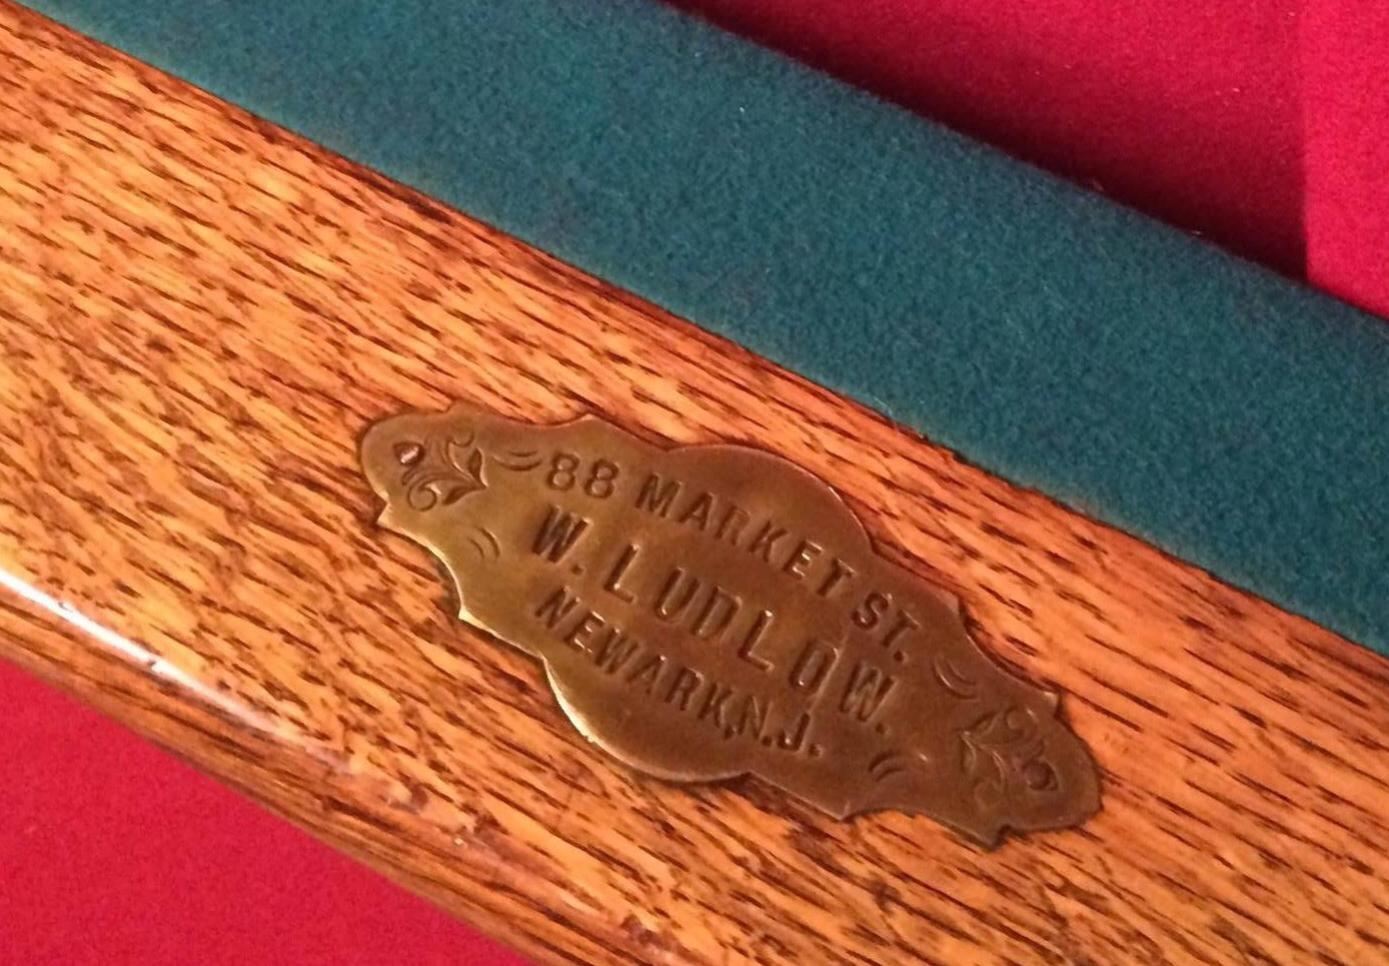 88 MARKET ST.
W. LUDLOW.
NEWARK, N.J.